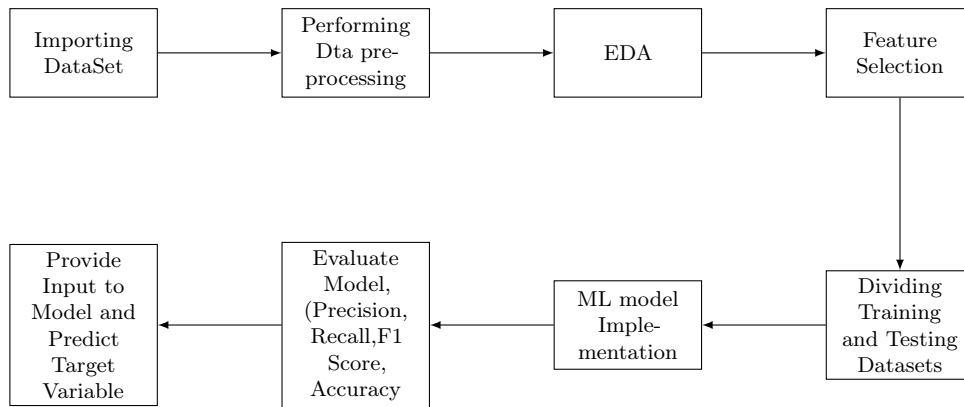 Importing
DataSet
Performing
Dta pre-
processing
EDA
Feature
Selection
Dividing
Training
and Testing
Datasets
ML model
Imple-
mentation
Evaluate
Model,
(Precision,
Recall,F1
Score,
Accuracy
Provide
Input to
Model and
Predict
Target
Variable